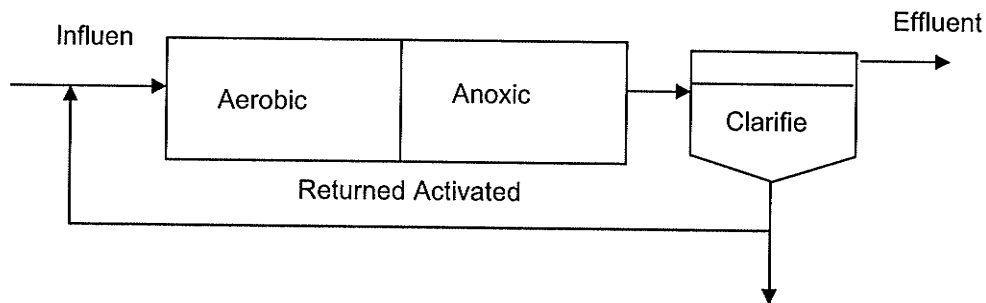 Influen
Effluent
Aerobic
Anoxic
Clarifie
Returned Activated